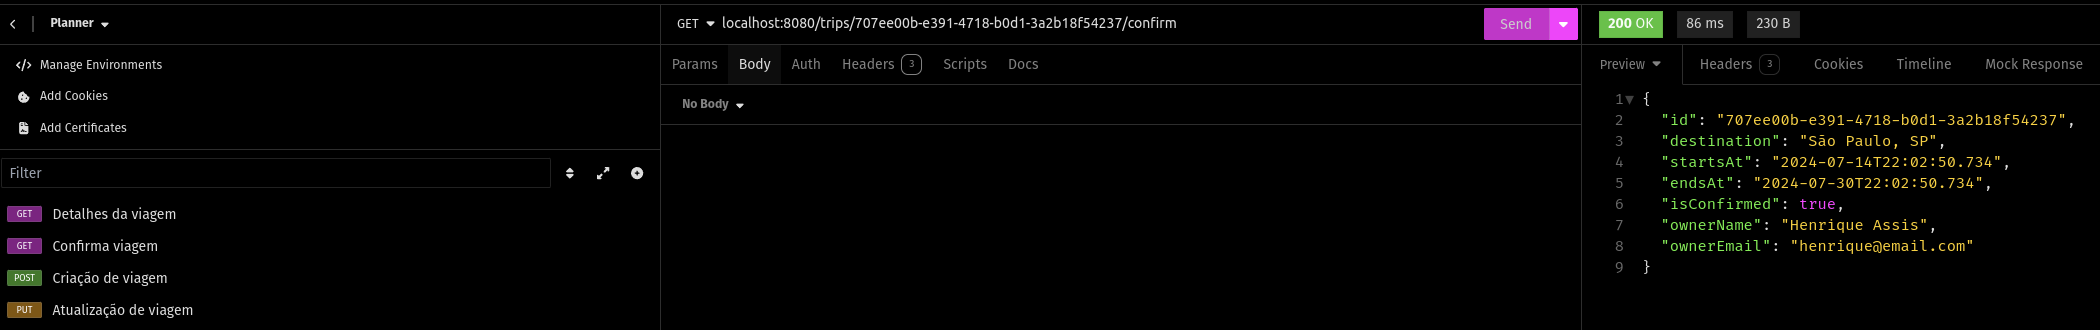 Planner
Manage Environments
Add Cookies
Add Certificates
Filter
GET Detalhes da viagem
GET Confirma viagem
POST Criação de viagem
PUT Atualização de viagem
GET localhost:8080/trips/707ee00b-e391-4718-b0d1-3a2b18f54237/confirm Send
Params Body Auth Headers 3 Scripts Docs
No Body
200 OK 86 ms 230 B
Preview Headers 3 Cookies Timeline Mock Response
1 {
2 "id": "707ee00b-e391-4718-b0d1-3a2b18f54237",
3 "destination": "São Paulo, SP",
4 "startsAt": "2024-07-14T22:02:50.734",
5 "endsAt": "2024-07-30T22:02:50.734",
6 "isConfirmed": true,
7 "ownerName": "Henrique Assis",
8 "ownerEmail": "henrique@email.com"
9 }